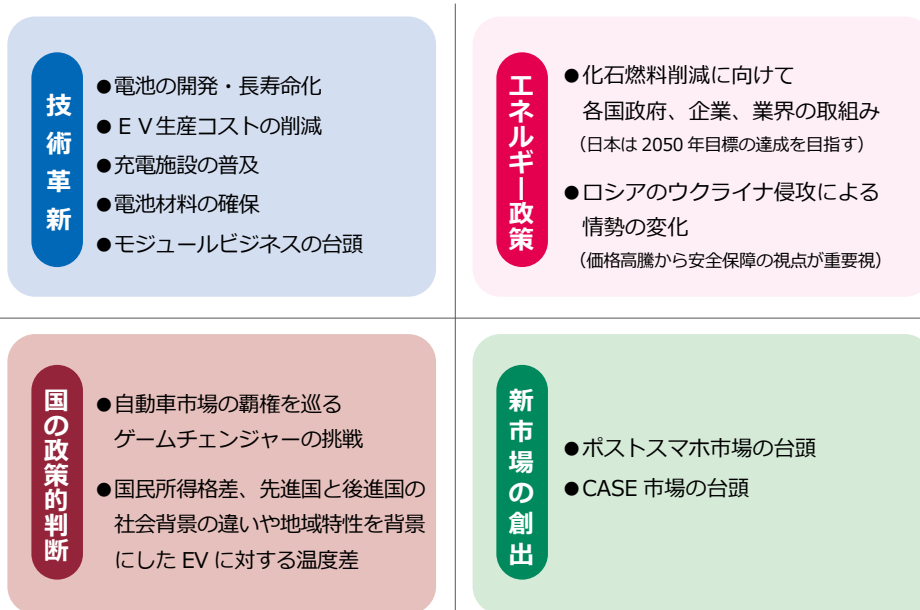 技術革新
●電池の開発・長寿命化
●ＥＶ生産コストの削減
●充電施設の普及
●電池材料の確保
●モジュールビジネスの台頭
エネルギー政策
●化石燃料削減に向けて
各国政府、企業、業界の取組み
（日本は 2050 年目標の達成を目指す）
●ロシアのウクライナ侵攻による
情勢の変化
（価格高騰から安全保障の視点が重要視）
国の政策的判断
●自動車市場の覇権を巡る
ゲームチェンジャーの挑戦
●国民所得格差、先進国と後進国の
社会背景の違いや地域特性を背景
にした EV に対する温度差
新市場の創出
●ポストスマホ市場の台頭
●CASE 市場の台頭